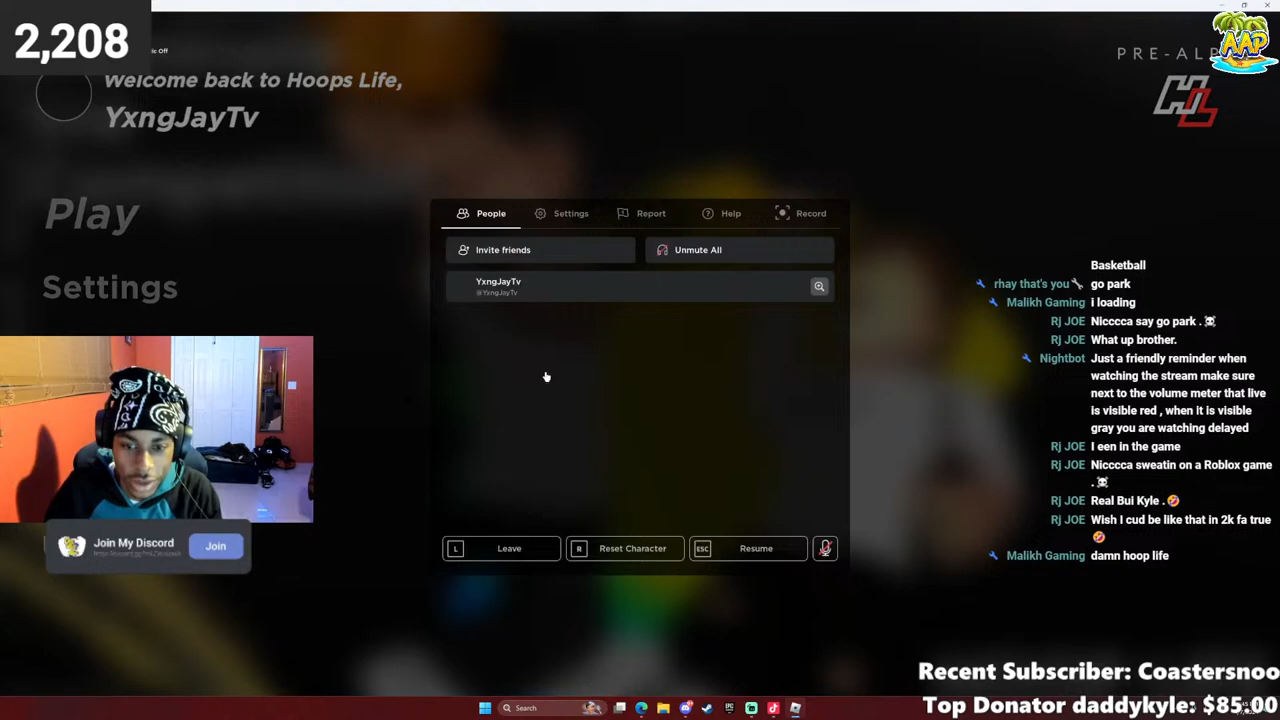 2,208
ic Off
Welcome back to Hoops Life,
YxngJayTv
PRE-ALP
HL
AAP
Play
Settings
People
Settings
Report
Help
Record
Invite friends
Unmute All
YxngJayTv
@YxngJayTv
L Leave
R Reset Character
ESC Resume
Join My Discord
Join
Basketball
rhay that's you🔧 go park
Malikh Gaming i loading
Rj JOE Nicccca say go park . ☠️
Rj JOE What up brother.
Nightbot Just a friendly reminder when
watching the stream make sure
next to the volume meter that live
is visible red , when it is visible
gray you are watching delayed
Rj JOE I een in the game
Rj JOE Nicccca sweatin on a Roblox game
. ☠️
Rj JOE Real Bui Kyle . 🤣
Rj JOE Wish I cud be like that in 2k fa true
🤣
Malikh Gaming damn hoop life
Recent Subscriber: Coastersnoo
Top Donator daddykyle: $85.00
Search